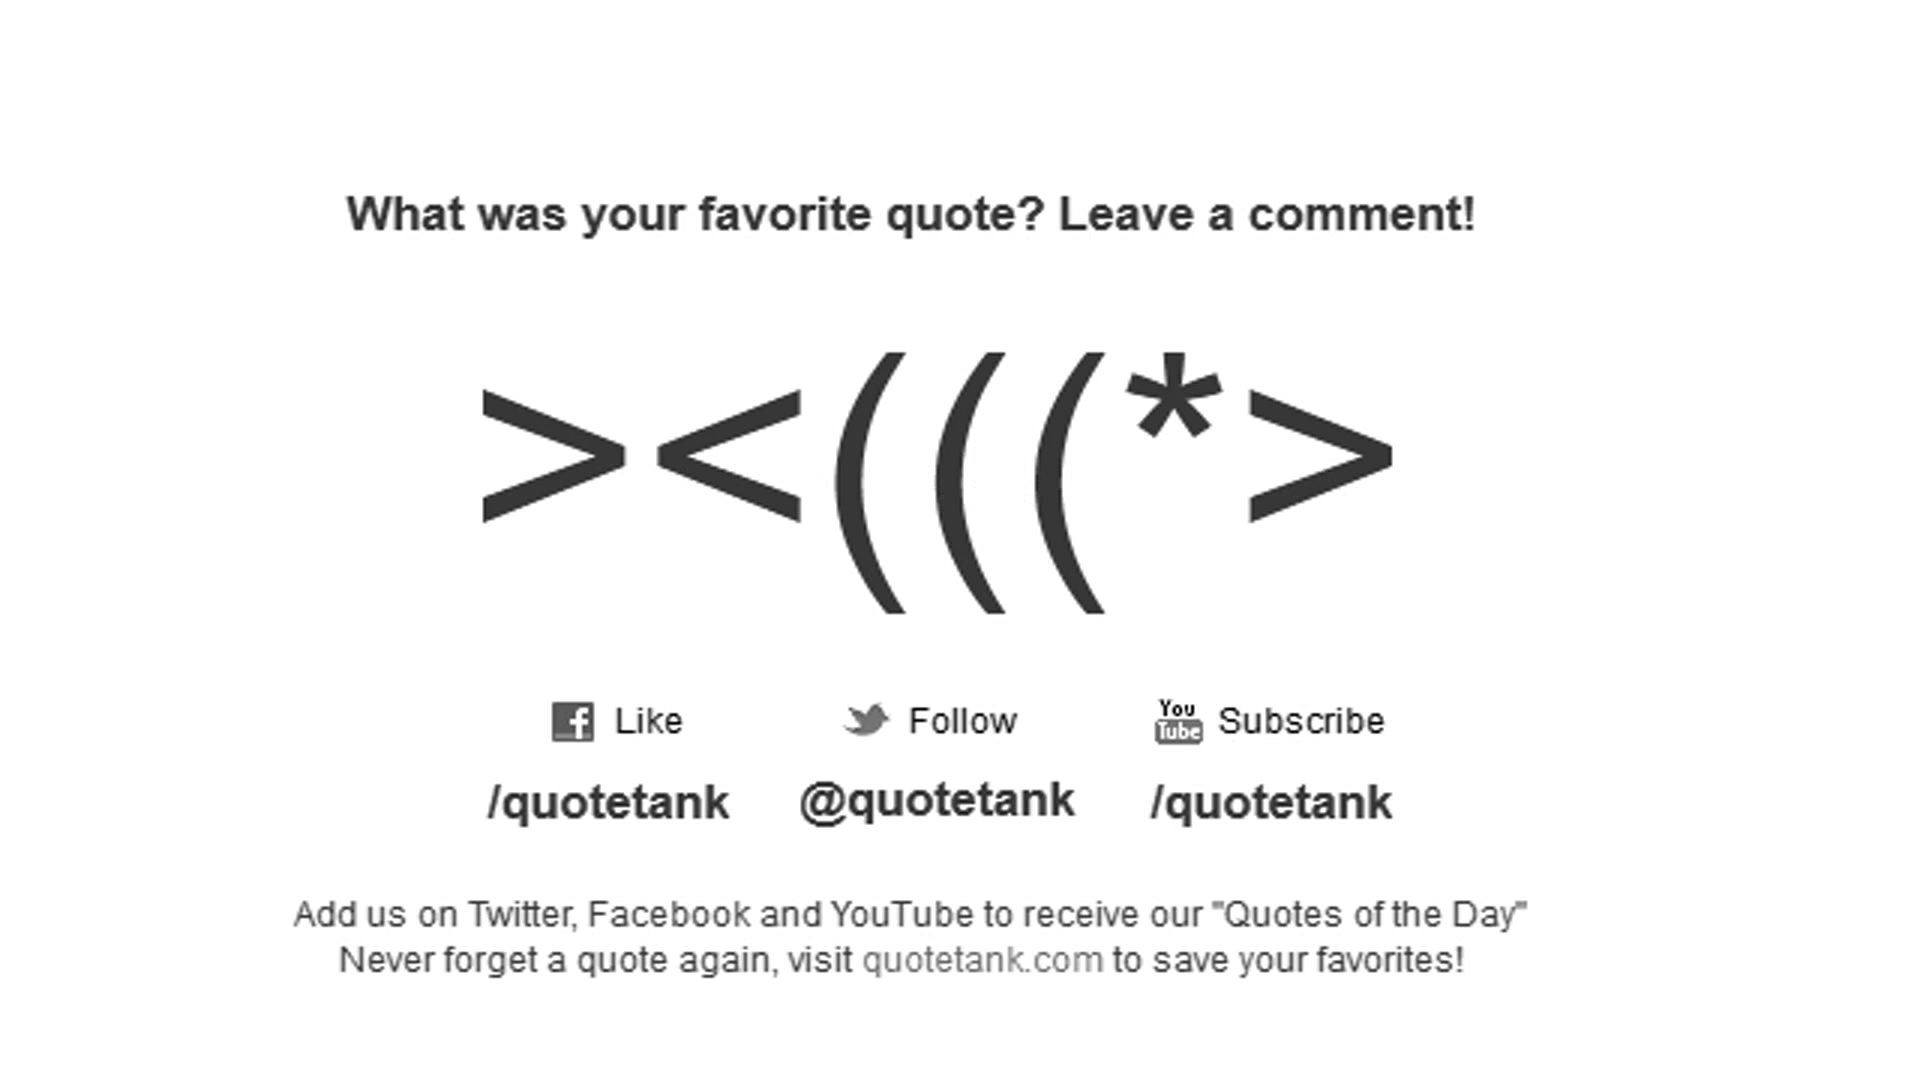 What was your favorite quote? Leave a comment!
><(((*>
f Like
Follow
You Tube Subscribe
/quotetank
@quotetank
/quotetank
Add us on Twitter, Facebook and YouTube to receive our "Quotes of the Day"
Never forget a quote again, visit quotetank.com to save your favorites!